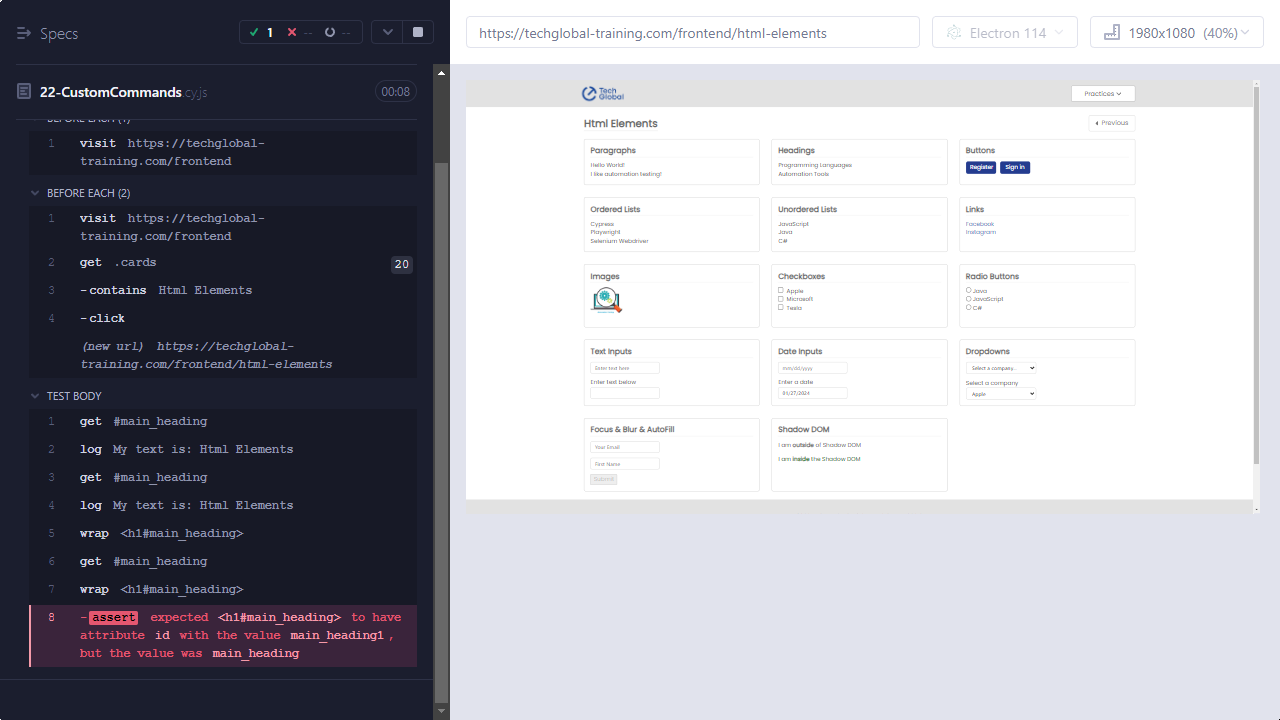 Specs
1
--
--
22-CustomCommands.cy.js
00:08
BEFORE EACH (1)
1 visit https://techglobal-
training.com/frontend
BEFORE EACH (2)
1 visit https://techglobal-
training.com/frontend
2 get .cards 20
3 -contains Html Elements
4 -click
(new url) https://techglobal-
training.com/frontend/html-elements
TEST BODY
1 get #main_heading
2 log My text is: Html Elements
3 get #main_heading
4 log My text is: Html Elements
5 wrap <h1#main_heading>
6 get #main_heading
7 wrap <h1#main_heading>
8 -assert expected <h1#main_heading> to have
attribute id with the value main_heading1,
but the value was main_heading
https://techglobal-training.com/frontend/html-elements
Electron 114
1980x1080 (40%)
Tech
Global
Practices
Html Elements
Previous
Paragraphs
Hello World!
I like automation testing!
Headings
Programming Languages
Automation Tools
Buttons
Register Sign in
Ordered Lists
Cypress
Playwright
Selenium Webdriver
Unordered Lists
JavaScript
Java
C#
Links
Facebook
Instagram
Images
Checkboxes
Apple
Microsoft
Tesla
Radio Buttons
Java
JavaScript
C#
Text Inputs
Enter text here
Enter text below
Date Inputs
mm/dd/yyyy
Enter a date
01/27/2024
Dropdowns
Select a company...
Select a company
Apple
Focus & Blur & AutoFill
Your Email
First Name
Submit
Shadow DOM
I am outside of Shadow DOM
I am inside the Shadow DOM